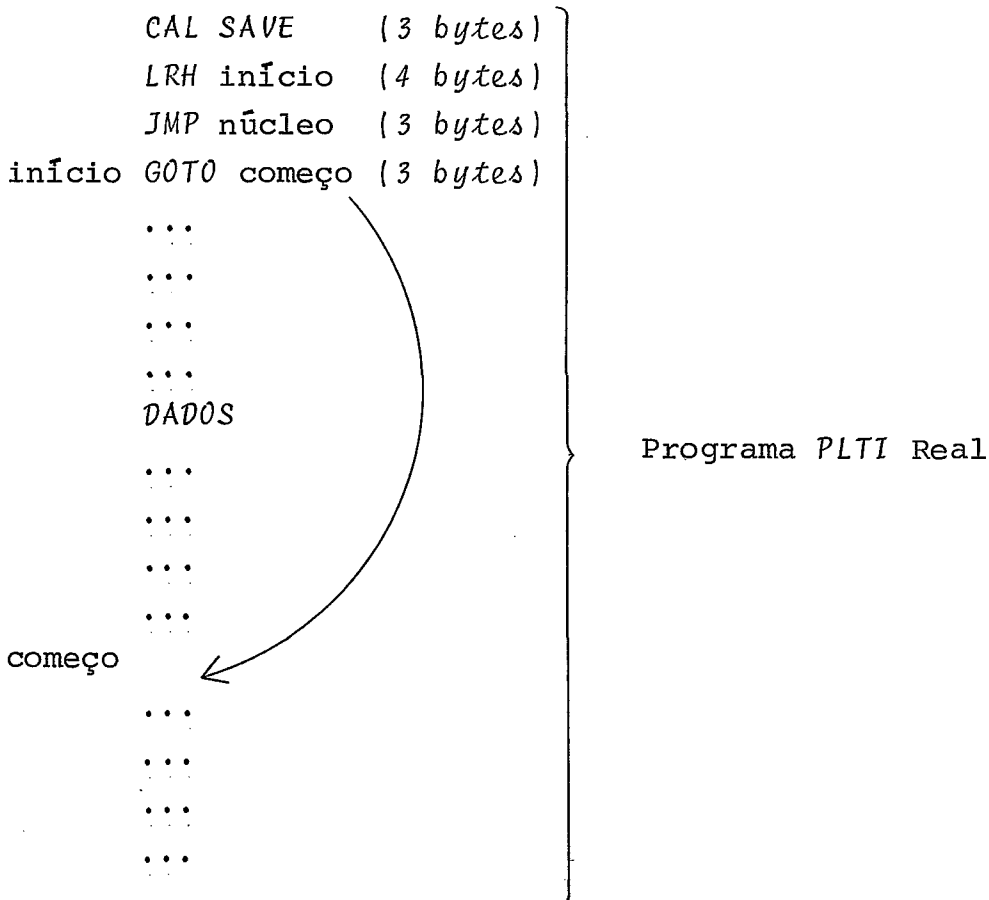 CAL SAVE (3 bytes)
LRH início (4 bytes)
JMP núcleo (3 bytes)
início GOTO começo (3 bytes)
...
...
...
...
DADOS
Programa PLTI Real
...
...
...
...
começo
...
...
...
...